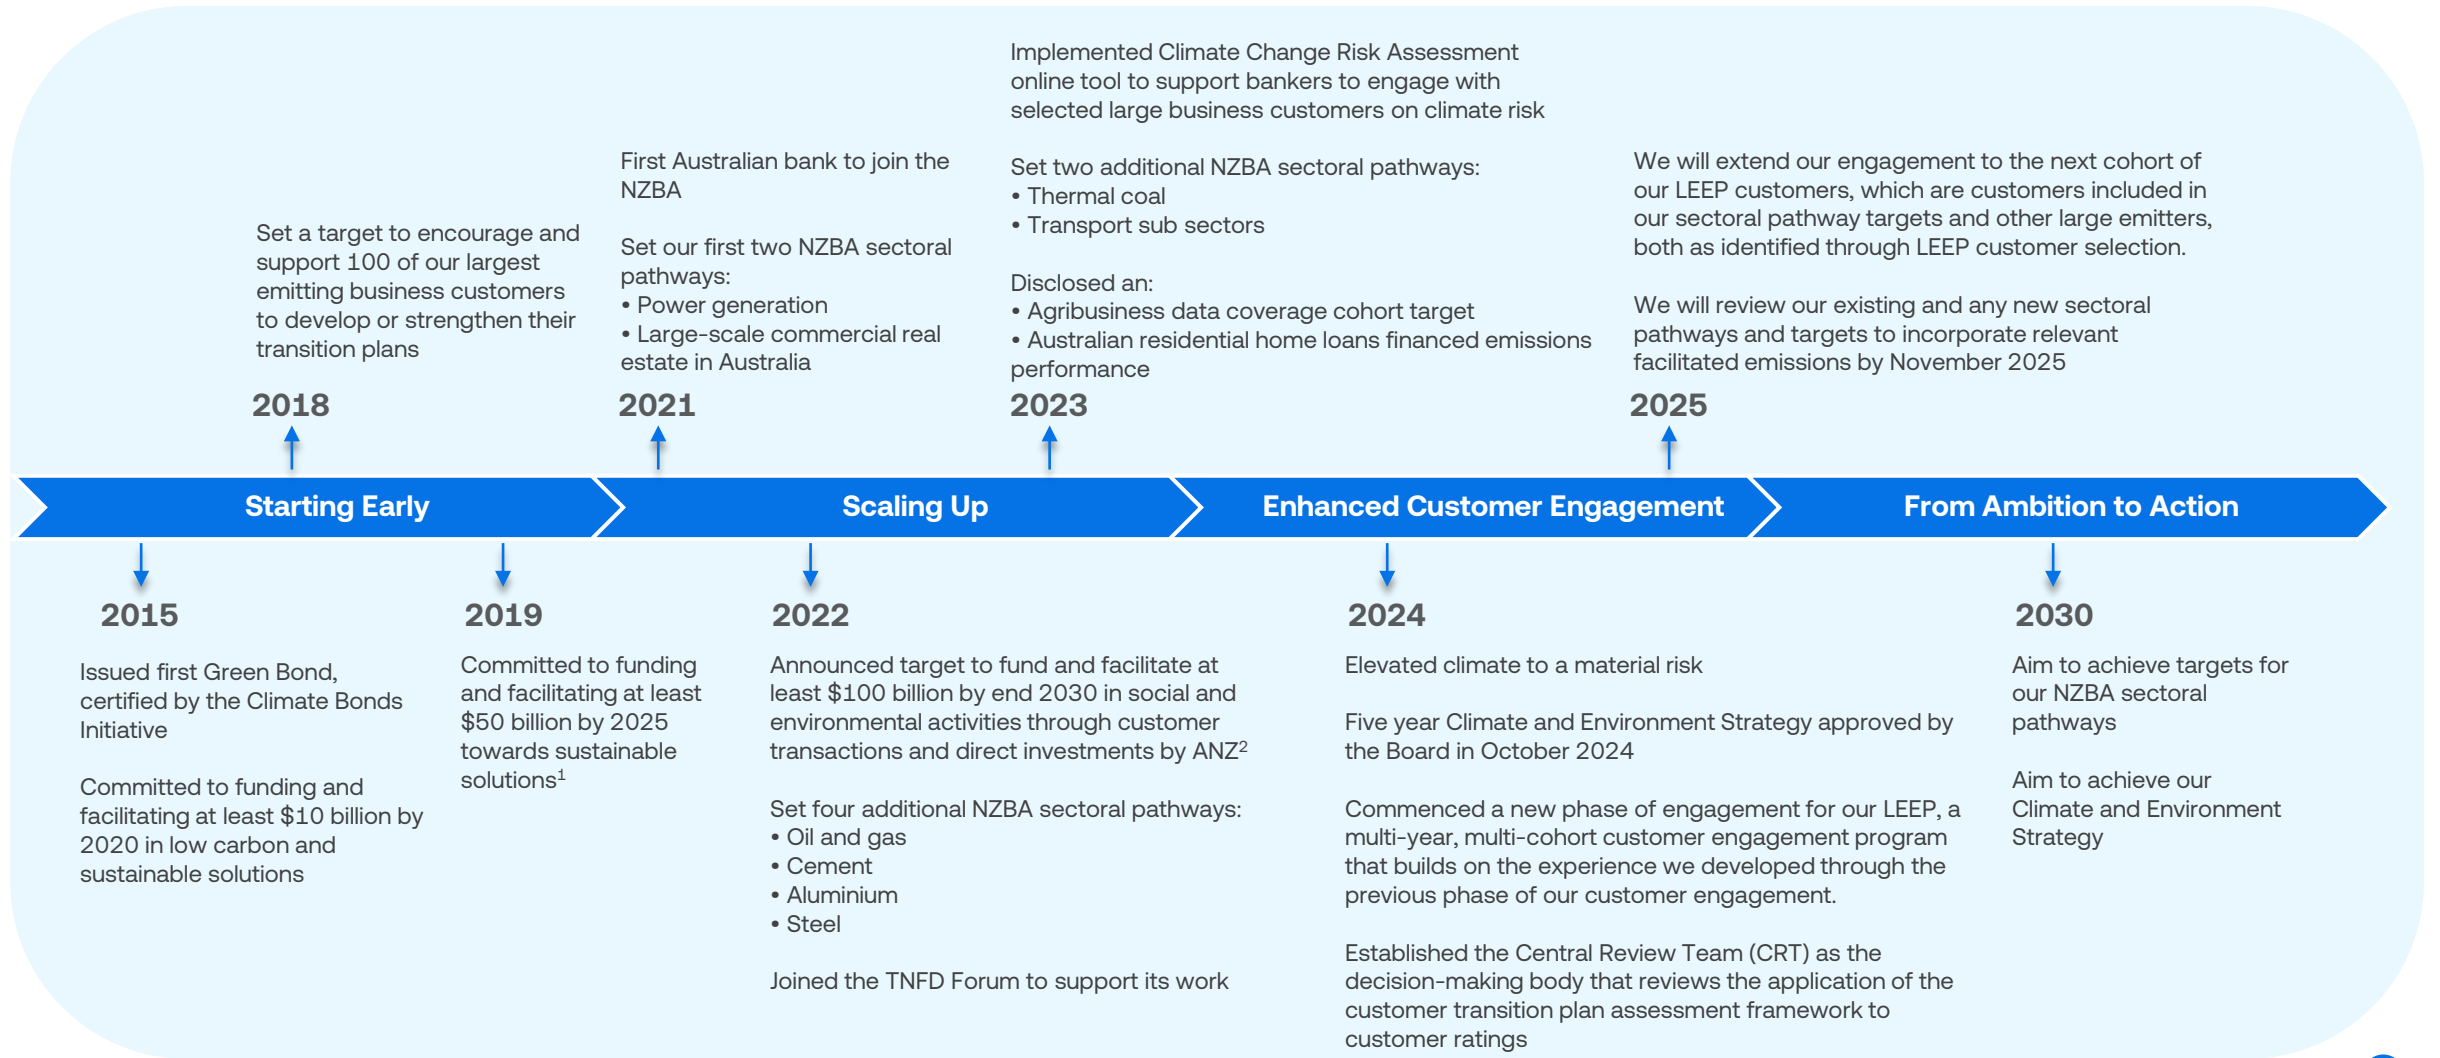 Implemented Climate Change Risk Assessment
online tool to support bankers to engage with
selected large business customers on climate risk
Set two additional NZBA sectoral pathways:
• Thermal coal
• Transport sub sectors
Disclosed an:
• Agribusiness data coverage cohort target
• Australian residential home loans financed emissions
performance
2023
First Australian bank to join the
NZBA
Set our first two NZBA sectoral
pathways:
• Power generation
• Large-scale commercial real
estate in Australia
2021
Set a target to encourage and
support 100 of our largest
emitting business customers
to develop or strengthen their
transition plans
2018
We will extend our engagement to the next cohort of
our LEEP customers, which are customers included in
our sectoral pathway targets and other large emitters,
both as identified through LEEP customer selection.
We will review our existing and any new sectoral
pathways and targets to incorporate relevant
facilitated emissions by November 2025
2025
Starting Early
Scaling Up
Enhanced Customer Engagement
From Ambition to Action
2015
Issued first Green Bond,
certified by the Climate Bonds
Initiative
Committed to funding and
facilitating at least $10 billion by
2020 in low carbon and
sustainable solutions
2019
Committed to funding
and facilitating at least
$50 billion by 2025
towards sustainable
solutions¹
2022
Announced target to fund and facilitate at
least $100 billion by end 2030 in social and
environmental activities through customer
transactions and direct investments by ANZ²
Set four additional NZBA sectoral pathways:
• Oil and gas
• Cement
• Aluminium
• Steel
Joined the TNFD Forum to support its work
2024
Elevated climate to a material risk
Five year Climate and Environment Strategy approved by
the Board in October 2024
Commenced a new phase of engagement for our LEEP, a
multi-year, multi-cohort customer engagement program
that builds on the experience we developed through the
previous phase of our customer engagement.
Established the Central Review Team (CRT) as the
decision-making body that reviews the application of the
customer transition plan assessment framework to
customer ratings
2030
Aim to achieve targets for
our NZBA sectoral
pathways
Aim to achieve our
Climate and Environment
Strategy